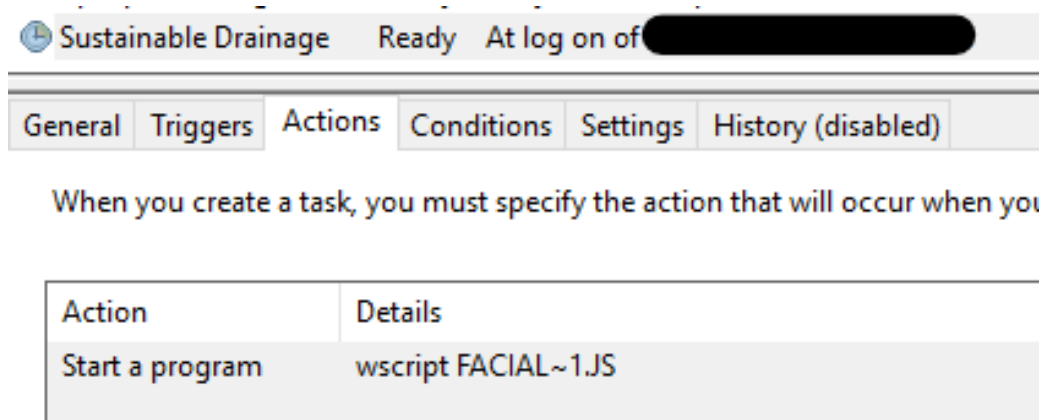 Sustainable Drainage Ready At log on of
General Triggers Actions Conditions Settings History (disabled)
When you create a task, you must specify the action that will occur when you
Action Details
Start a program wscript FACIAL~1.JS